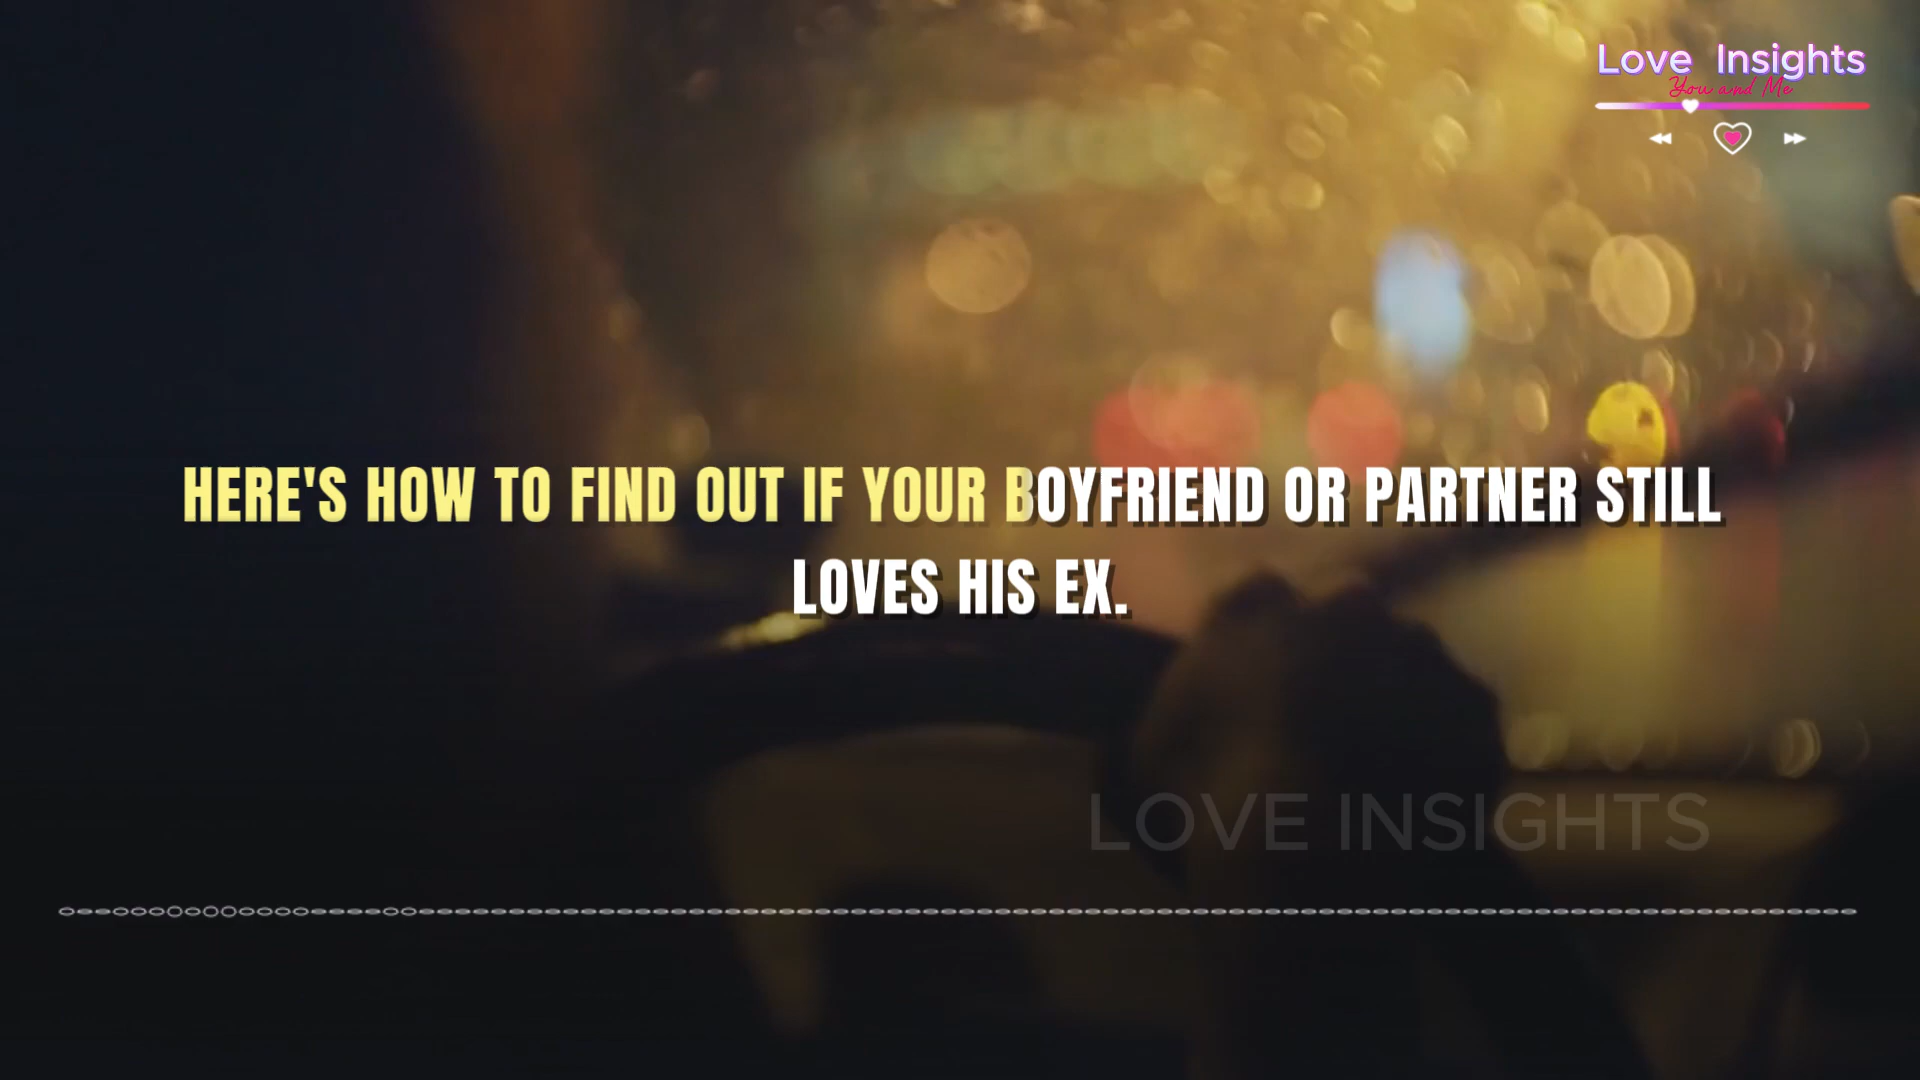 Love Insights
You and Me
HERE'S HOW TO FIND OUT IF YOUR BOYFRIEND OR PARTNER STILL
LOVES HIS EX.
LOVE INSIGHTS